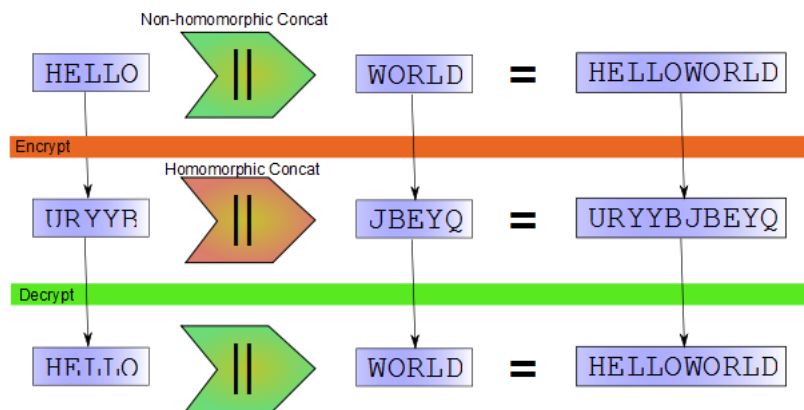 Non-homomorphic Concat
HELLO || WORLD = HELLOWORLD
Encrypt
Homomorphic Concat
URYYB || JBEYQ = URYYBJBEYQ
Decrypt
HELLO || WORLD = HELLOWORLD